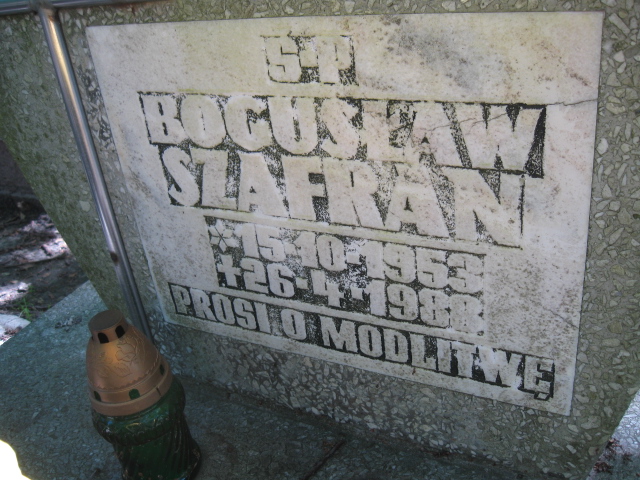 Ś†P
BOGUSŁAW
SZAFRAN
*15-10-1953
+26-4-1988
PROSI O MODLITWĘ